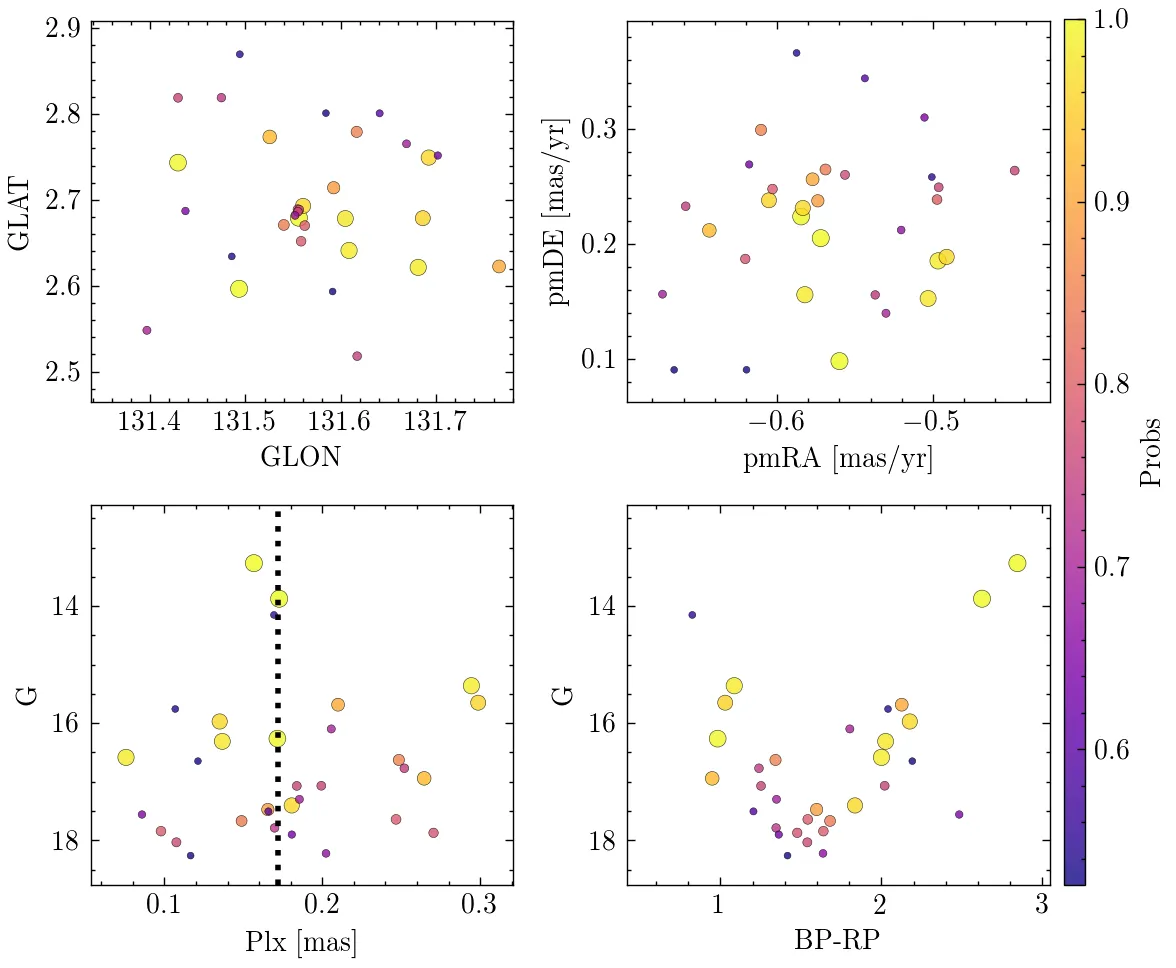 2.9
2.8
2.7
2.6
2.5
GLAT
131.4 131.5 131.6 131.7
GLON
0.3
0.2
0.1
pmDE [mas/yr]
−0.6 −0.5
pmRA [mas/yr]
14
16
18
G
0.1 0.2 0.3
Plx [mas]
14
16
18
G
1 2 3
BP-RP
1.0
0.9
0.8
0.7
0.6
Probs